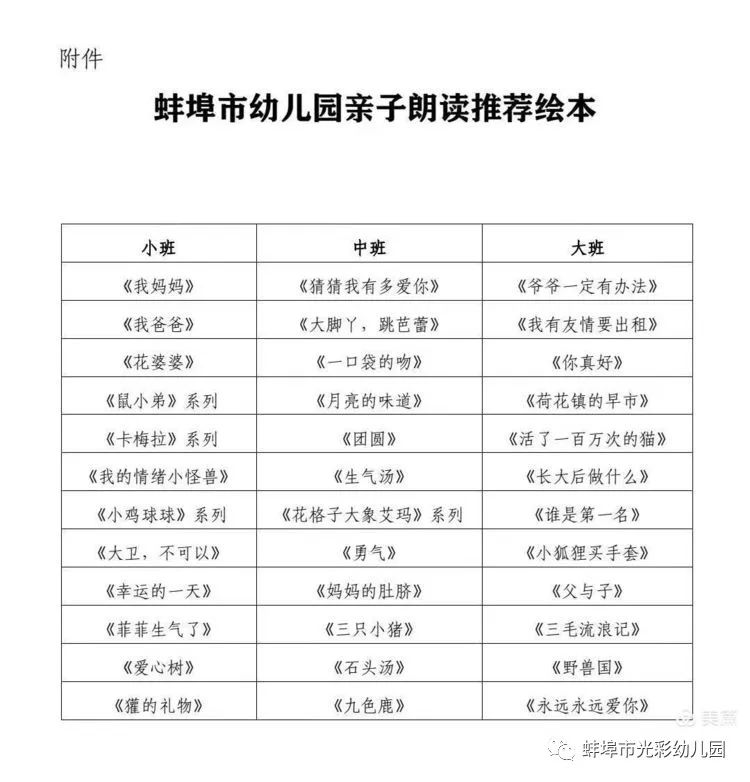 附件
蚌埠市幼儿园亲子朗读推荐绘本
小班 中班 大班
《我妈妈》 《猜猜我有多爱你》 《爷爷一定有办法》
《我爸爸》 《大脚丫，跳芭蕾》 《我有友情要出租》
《花婆婆》 《一口袋的吻》 《你真好》
《鼠小弟》系列 《月亮的味道》 《荷花镇的早市》
《卡梅拉》系列 《团圆》 《活了一百万次的猫》
《我的情绪小怪兽》 《生气汤》 《长大后做什么》
《小鸡球球》系列 《花格子大象艾玛》系列 《谁是第一名》
《大卫，不可以》 《勇气》 《小狐狸买手套》
《幸运的一天》 《妈妈的肚脐》 《父与子》
《菲菲生气了》 《三只小猪》 《三毛流浪记》
《爱心树》 《石头汤》 《野兽国》
《獾的礼物》 《九色鹿》 《永远永远爱你》
美篇
蚌埠市光彩幼儿园